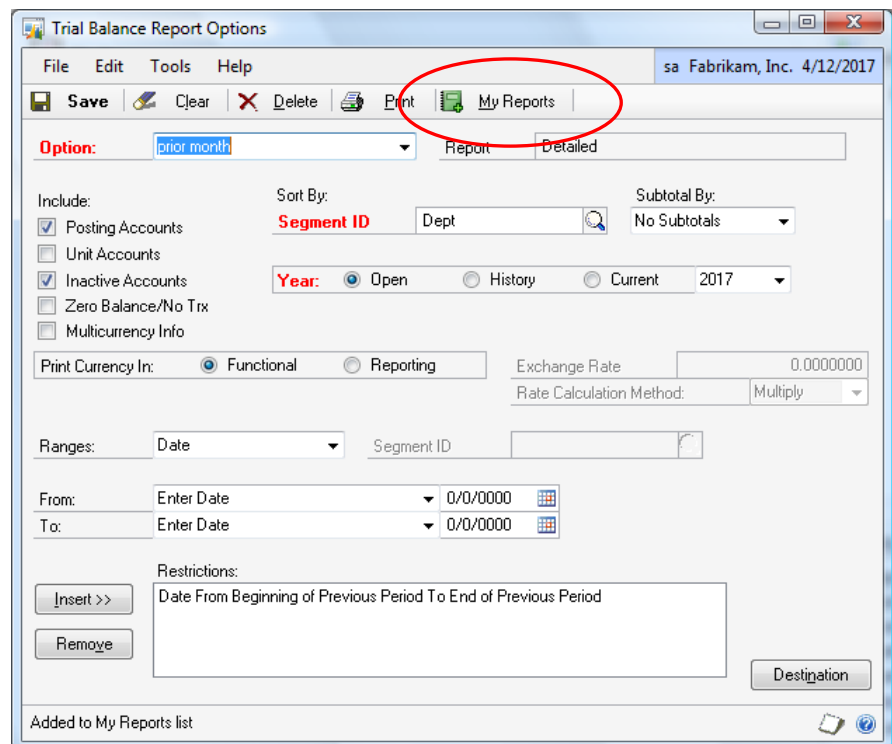 Trial Balance Report Options
File Edit Tools Help sa Fabrikam, Inc. 4/12/2017
Save Clear Delete Print My Reports
Option: prior month Report Detailed
Include: Sort By: Subtotal By:
Posting Accounts Segment ID Dept No Subtotals
Unit Accounts
Inactive Accounts Year: Open History Current 2017
Zero Balance/No Trx
Multicurrency Info
Print Currency In: Functional Reporting Exchange Rate 0.0000000
Rate Calculation Method: Multiply
Ranges: Date Segment ID
From: Enter Date 0/0/0000
To: Enter Date 0/0/0000
Restrictions:
Insert >> Date From Beginning of Previous Period To End of Previous Period
Remove
Destination
Added to My Reports list